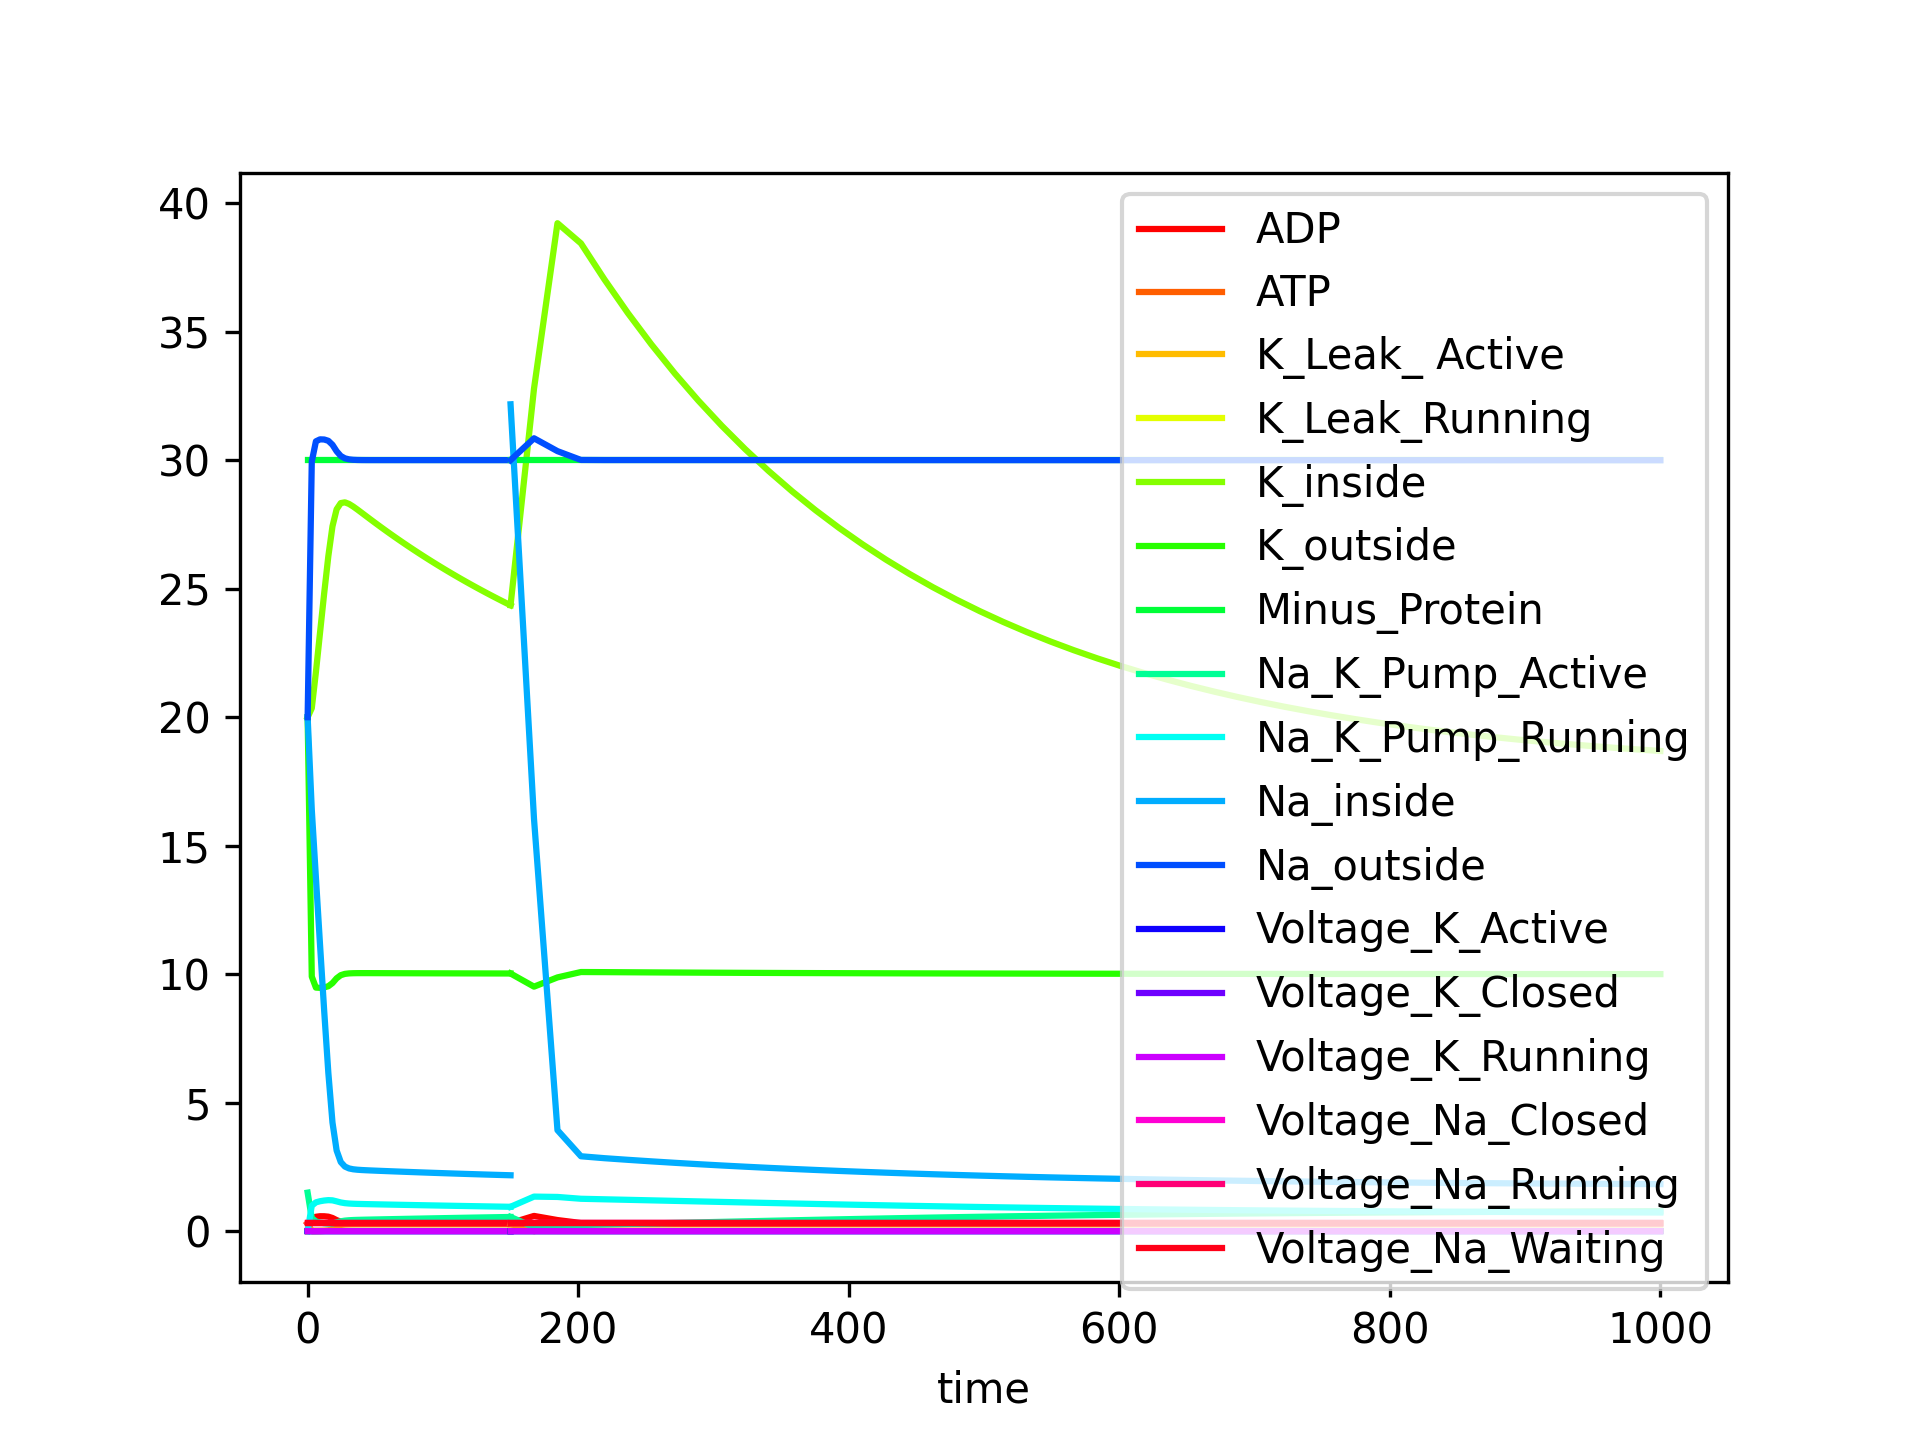 40
35
30
25
20
15
10
5
0
0 200 400 600 800 1000
time
ADP
ATP
K_Leak_ Active
K_Leak_Running
K_inside
K_outside
Minus_Protein
Na_K_Pump_Active
Na_K_Pump_Running
Na_inside
Na_outside
Voltage_K_Active
Voltage_K_Closed
Voltage_K_Running
Voltage_Na_Closed
Voltage_Na_Running
Voltage_Na_Waiting